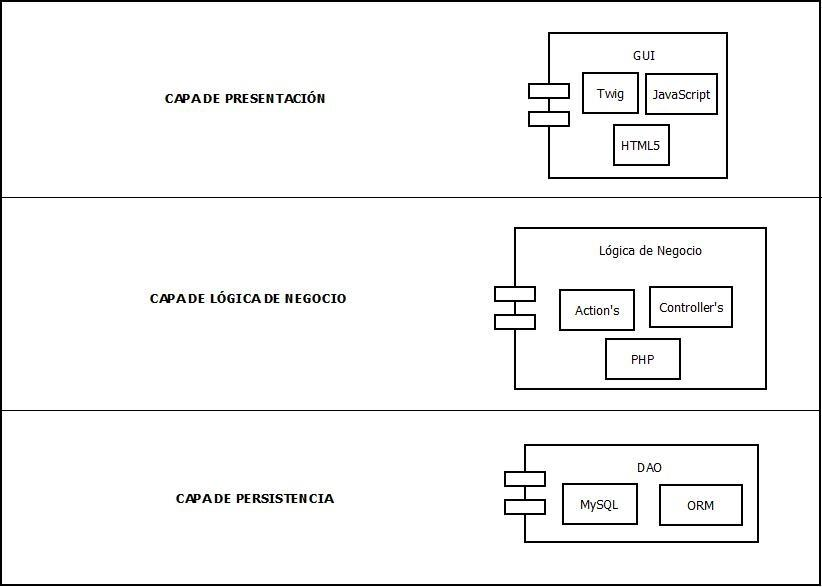 GUI
Twig
JavaScript
HTML5
CAPA DE PRESENTACIÓN
Lógica de Negocio
Action's
Controller's
PHP
CAPA DE LÓGICA DE NEGOCIO
DAO
MySQL
ORM
CAPA DE PERSISTENCIA